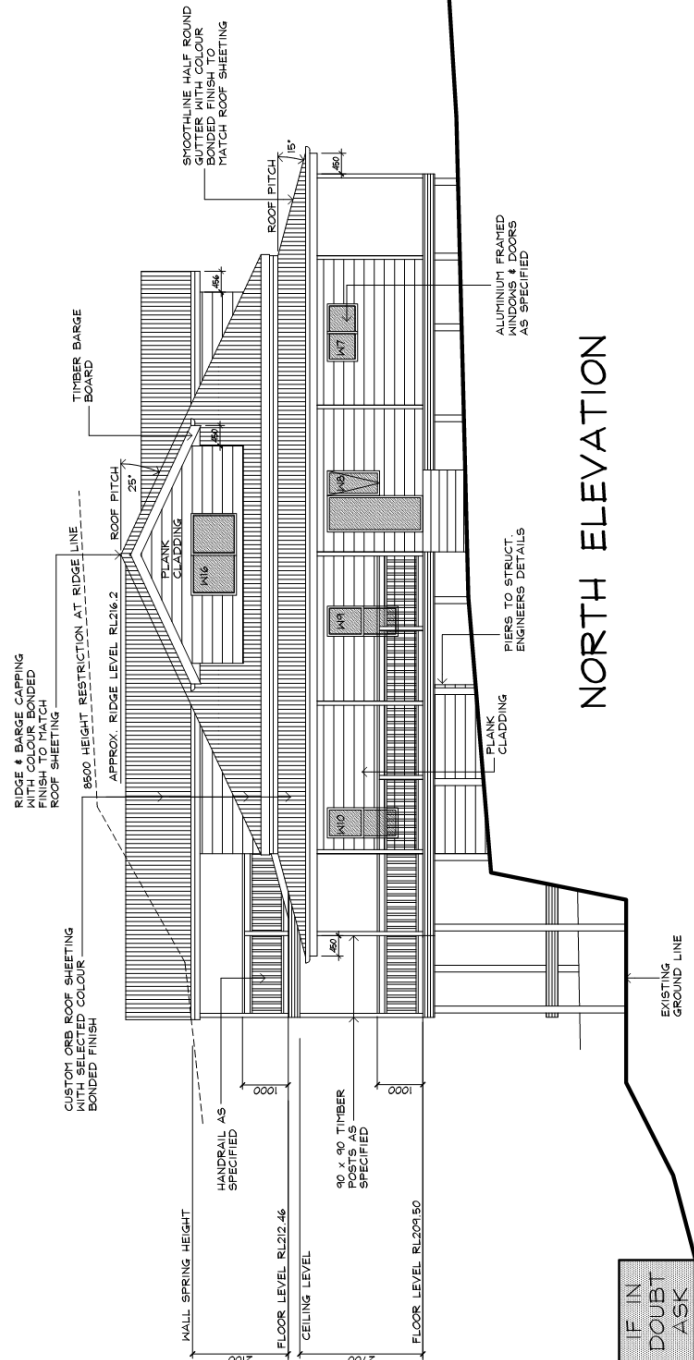 RIDGE & BARGE CAPPING
WITH COLOUR BONDED
FINISH TO MATCH
ROOF SHEETING
CUSTOM ORB ROOF SHEETING
WITH SELECTED COLOUR
BONDED FINISH
8500 HEIGHT RESTRICTION AT RIDGE LINE
APPROX. RIDGE LEVEL RL216.2
ROOF PITCH
25°
TIMBER BARGE
BOARD
SMOOTHLINE HALF ROUND
GUTTER WITH COLOUR
BONDED FINISH TO
MATCH ROOF SHEETING
ROOF PITCH
15°
PLANK
CLADDING
W16
450
456
450
450
WALL SPRING HEIGHT
HANDRAIL AS
SPECIFIED
1000
2100
FLOOR LEVEL RL212.46
CEILING LEVEL
90 x 90 TIMBER
POSTS AS
SPECIFIED
1000
2700
FLOOR LEVEL RL209.50
W10
W9
W8
W7
PLANK
CLADDING
PIERS TO STRUCT.
ENGINEERS DETAILS
ALUMINIUM FRAMED
WINDOWS & DOORS
AS SPECIFIED
EXISTING
GROUND LINE
NORTH ELEVATION
IF IN
DOUBT
ASK